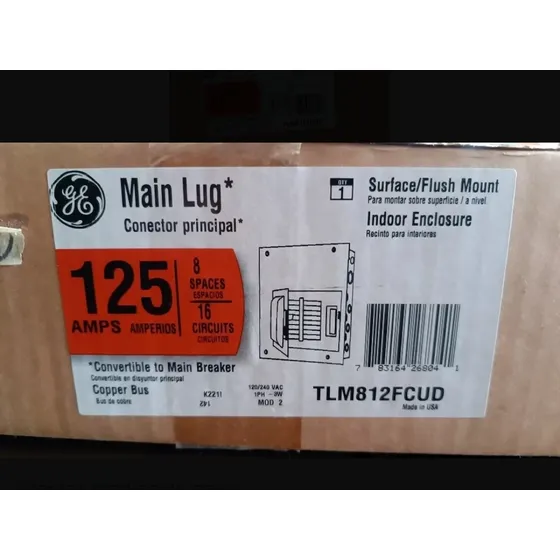 GE
Main Lug*
Conector principal*
125
AMPS AMPERIOS
8
SPACES
ESPACIOS
16
CIRCUITS
CIRCUITOS
*Convertible to Main Breaker
Convertible en disyuntor principal
Copper Bus
Bus de cobre
K2211
142
120/240 VAC
1PH - 3W
MOD 2
QTY
1
Surface/Flush Mount
Para montar sobre superficie / a nivel
Indoor Enclosure
Recinto para interiores
7 83164 26804 1
TLM812FCUD
Made in USA